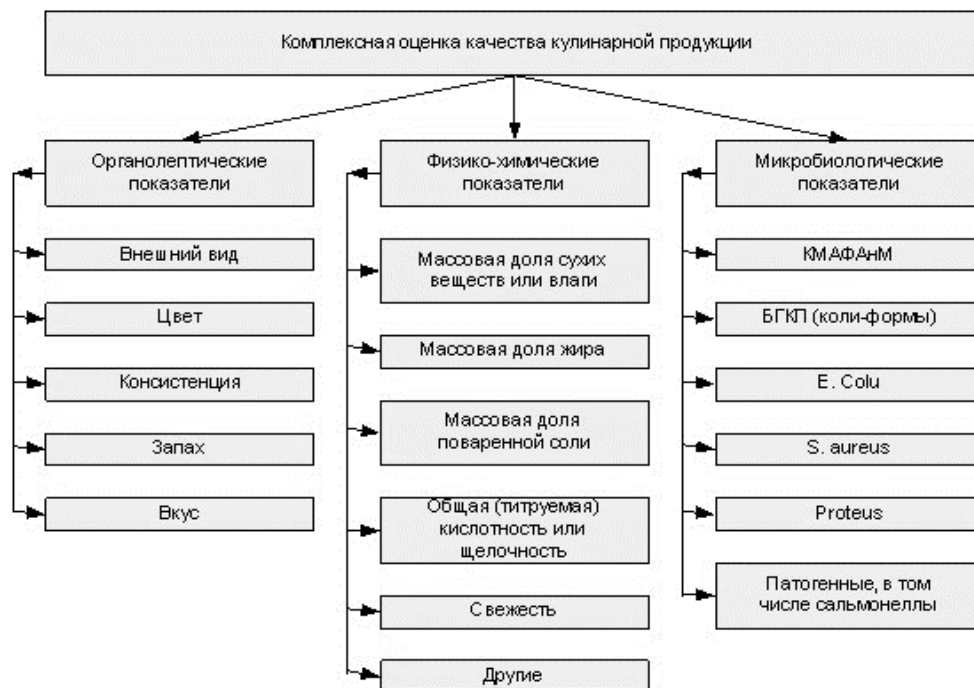 Комплексная оценка качества кулинарной продукции
Органолептические
показатели
Внешний вид
Цвет
Консистенция
Запах
Вкус
Физико-химические
показатели
Массовая доля сухих
веществ или влаги
Массовая доля жира
Массовая доля
поваренной соли
Общая (титруемая)
кислотность или
щелочность
Свежесть
Другие
Микробиологические
показатели
КМАФАнМ
БГКП (коли-формы)
E. Colu
S. aureus
Proteus
Патогенные, в том
числе сальмонеллы